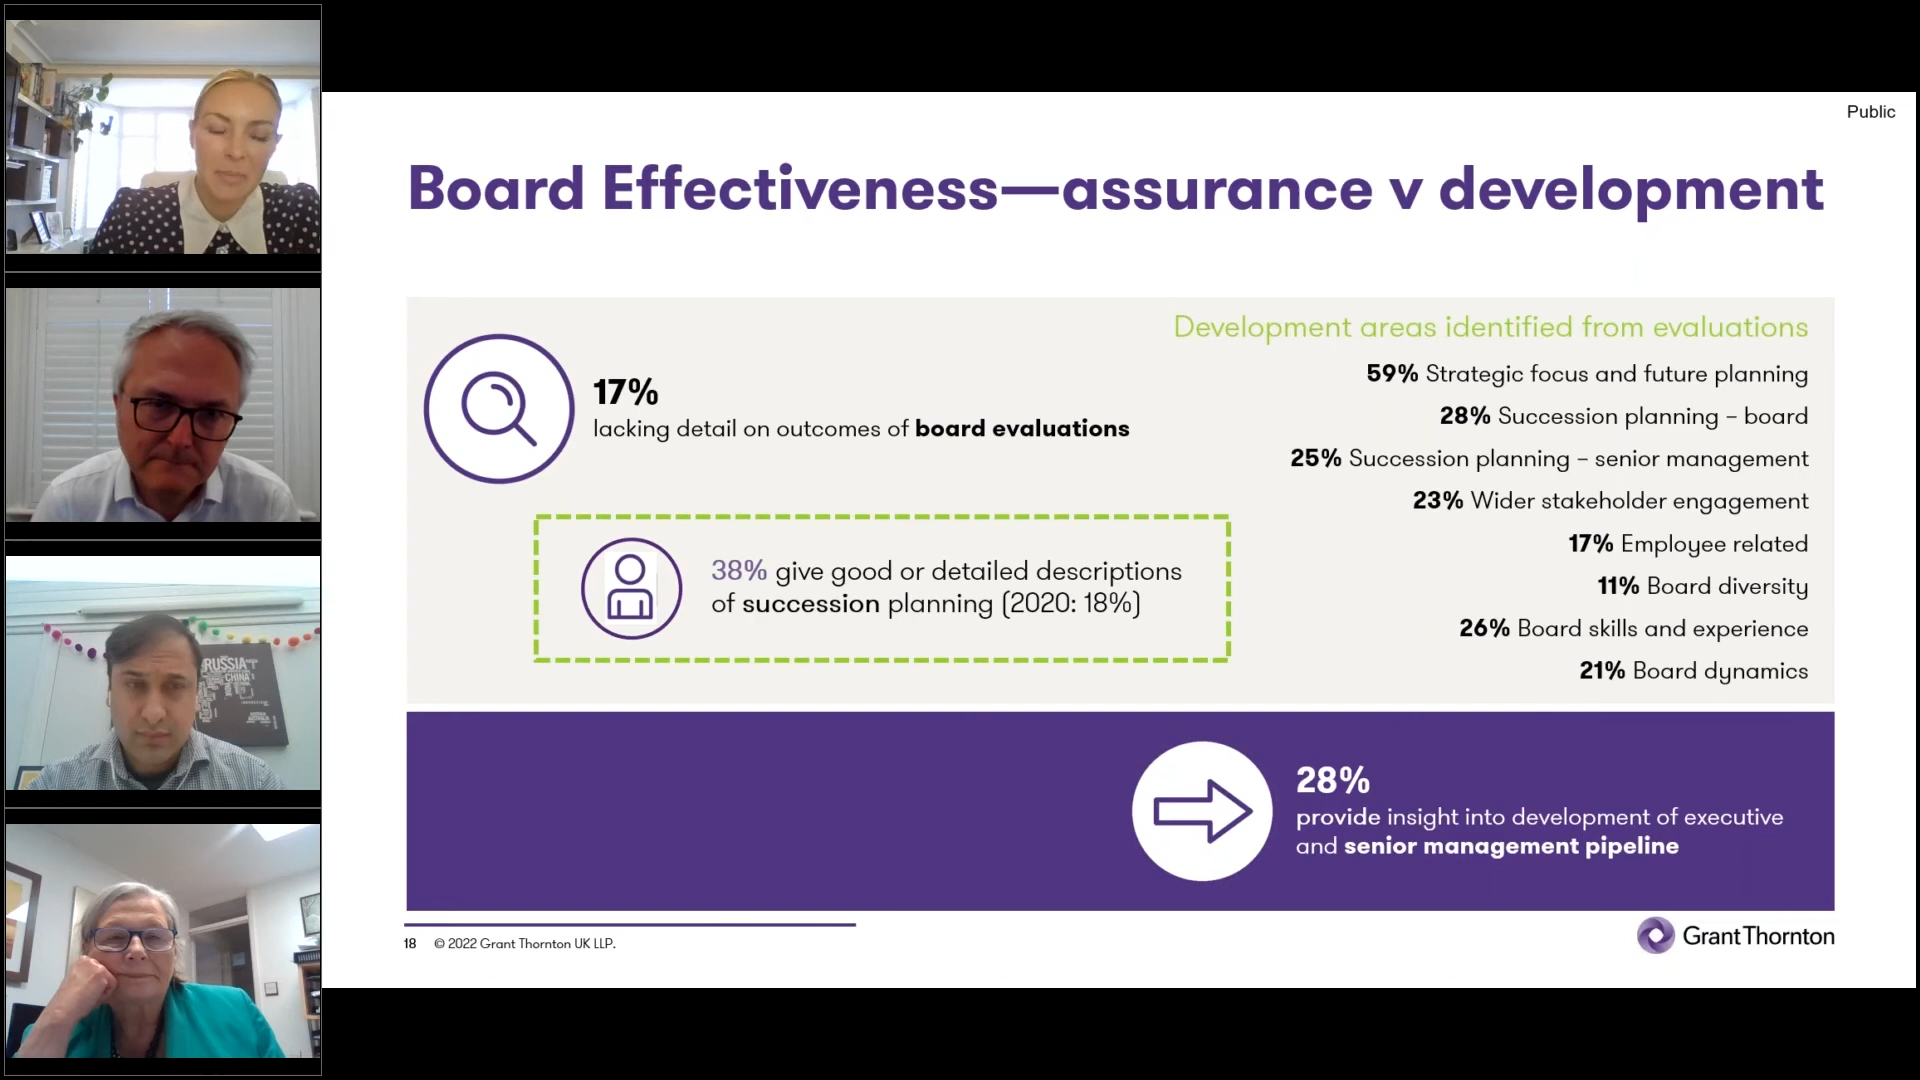 Public
Board Effectiveness—assurance v development
Development areas identified from evaluations
17%
lacking detail on outcomes of board evaluations
38% give good or detailed descriptions
of succession planning (2020: 18%)
59% Strategic focus and future planning
28% Succession planning – board
25% Succession planning – senior management
23% Wider stakeholder engagement
17% Employee related
11% Board diversity
26% Board skills and experience
21% Board dynamics
28%
provide insight into development of executive
and senior management pipeline
18 © 2022 Grant Thornton UK LLP.
Grant Thornton
RUSSIA
CHINA